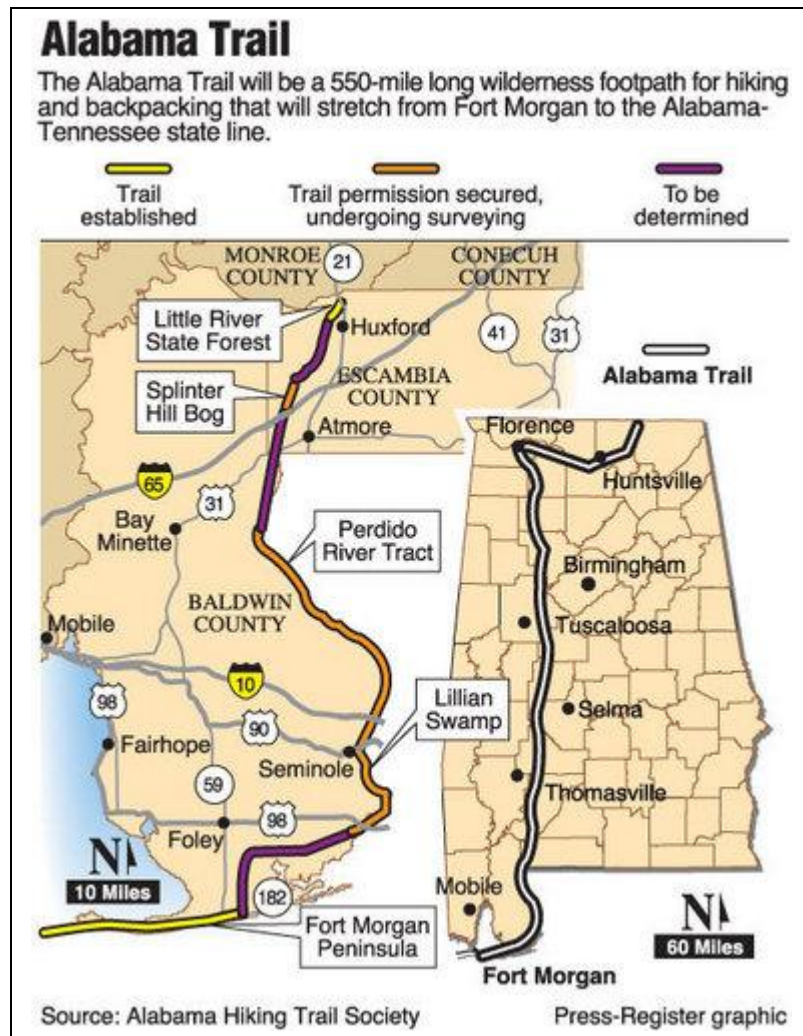 Alabama Trail
The Alabama Trail will be a 550-mile long wilderness footpath for hiking
and backpacking that will stretch from Fort Morgan to the Alabama-
Tennessee state line.
Trail
established
Trail permission secured,
undergoing surveying
To be
determined
MONROE
COUNTY
21
CONECUH
COUNTY
Little River
State Forest
Huxford
41
31
ESCAMBIA
COUNTY
Splinter
Hill Bog
Atmore
65
31
Bay
Minette
Perdido
River Tract
BALDWIN
COUNTY
Mobile
10
98
90
Lillian
Swamp
Fairhope
Seminole
59
98
Foley
N
10 Miles
182
Fort Morgan
Peninsula
Alabama Trail
Florence
Huntsville
Birmingham
Tuscaloosa
Selma
Thomasville
Mobile
N
60 Miles
Fort Morgan
Source: Alabama Hiking Trail Society
Press-Register graphic